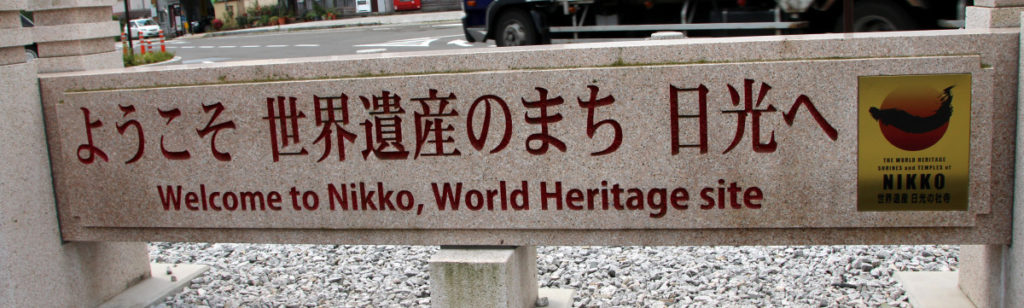 ようこそ 世界遺産のまち 日光へ
Welcome to Nikko, World Heritage site
THE WORLD HERITAGE
SHRINES and TEMPLES of
NIKKO
世界遺産 日光の社寺